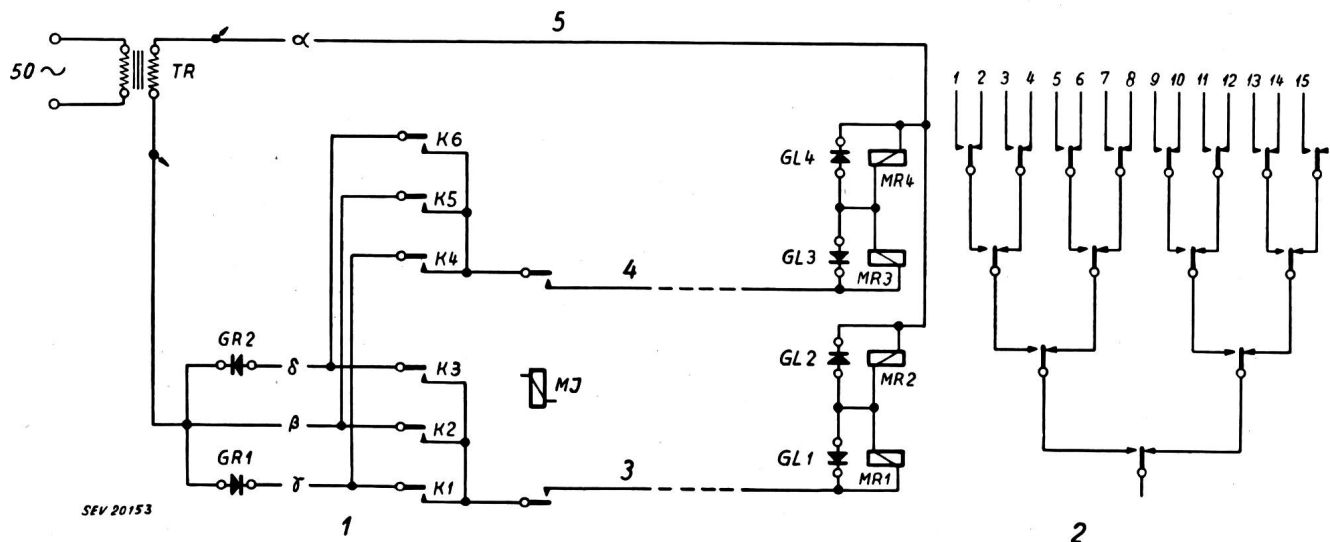 5
50 ~
TR
α
1 2 3 4 5 6 7 8 9 10 11 12 13 14 15
K6
GL4
MR4
K5
K4
4
GL3
MR3
GR2
δ
K3
MJ
GL2
MR2
β
K2
GR1
γ
K1
3
GL1
MR1
SEV 20153
1
2